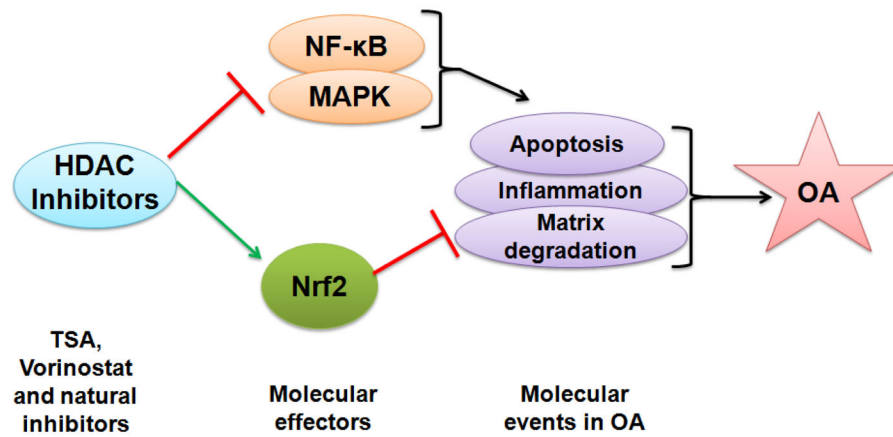 NF-κB
MAPK
HDAC
Inhibitors
Apoptosis
Inflammation
Matrix
degradation
OA
Nrf2
TSA,
Vorinostat
and natural
inhibitors
Molecular
effectors
Molecular
events in OA